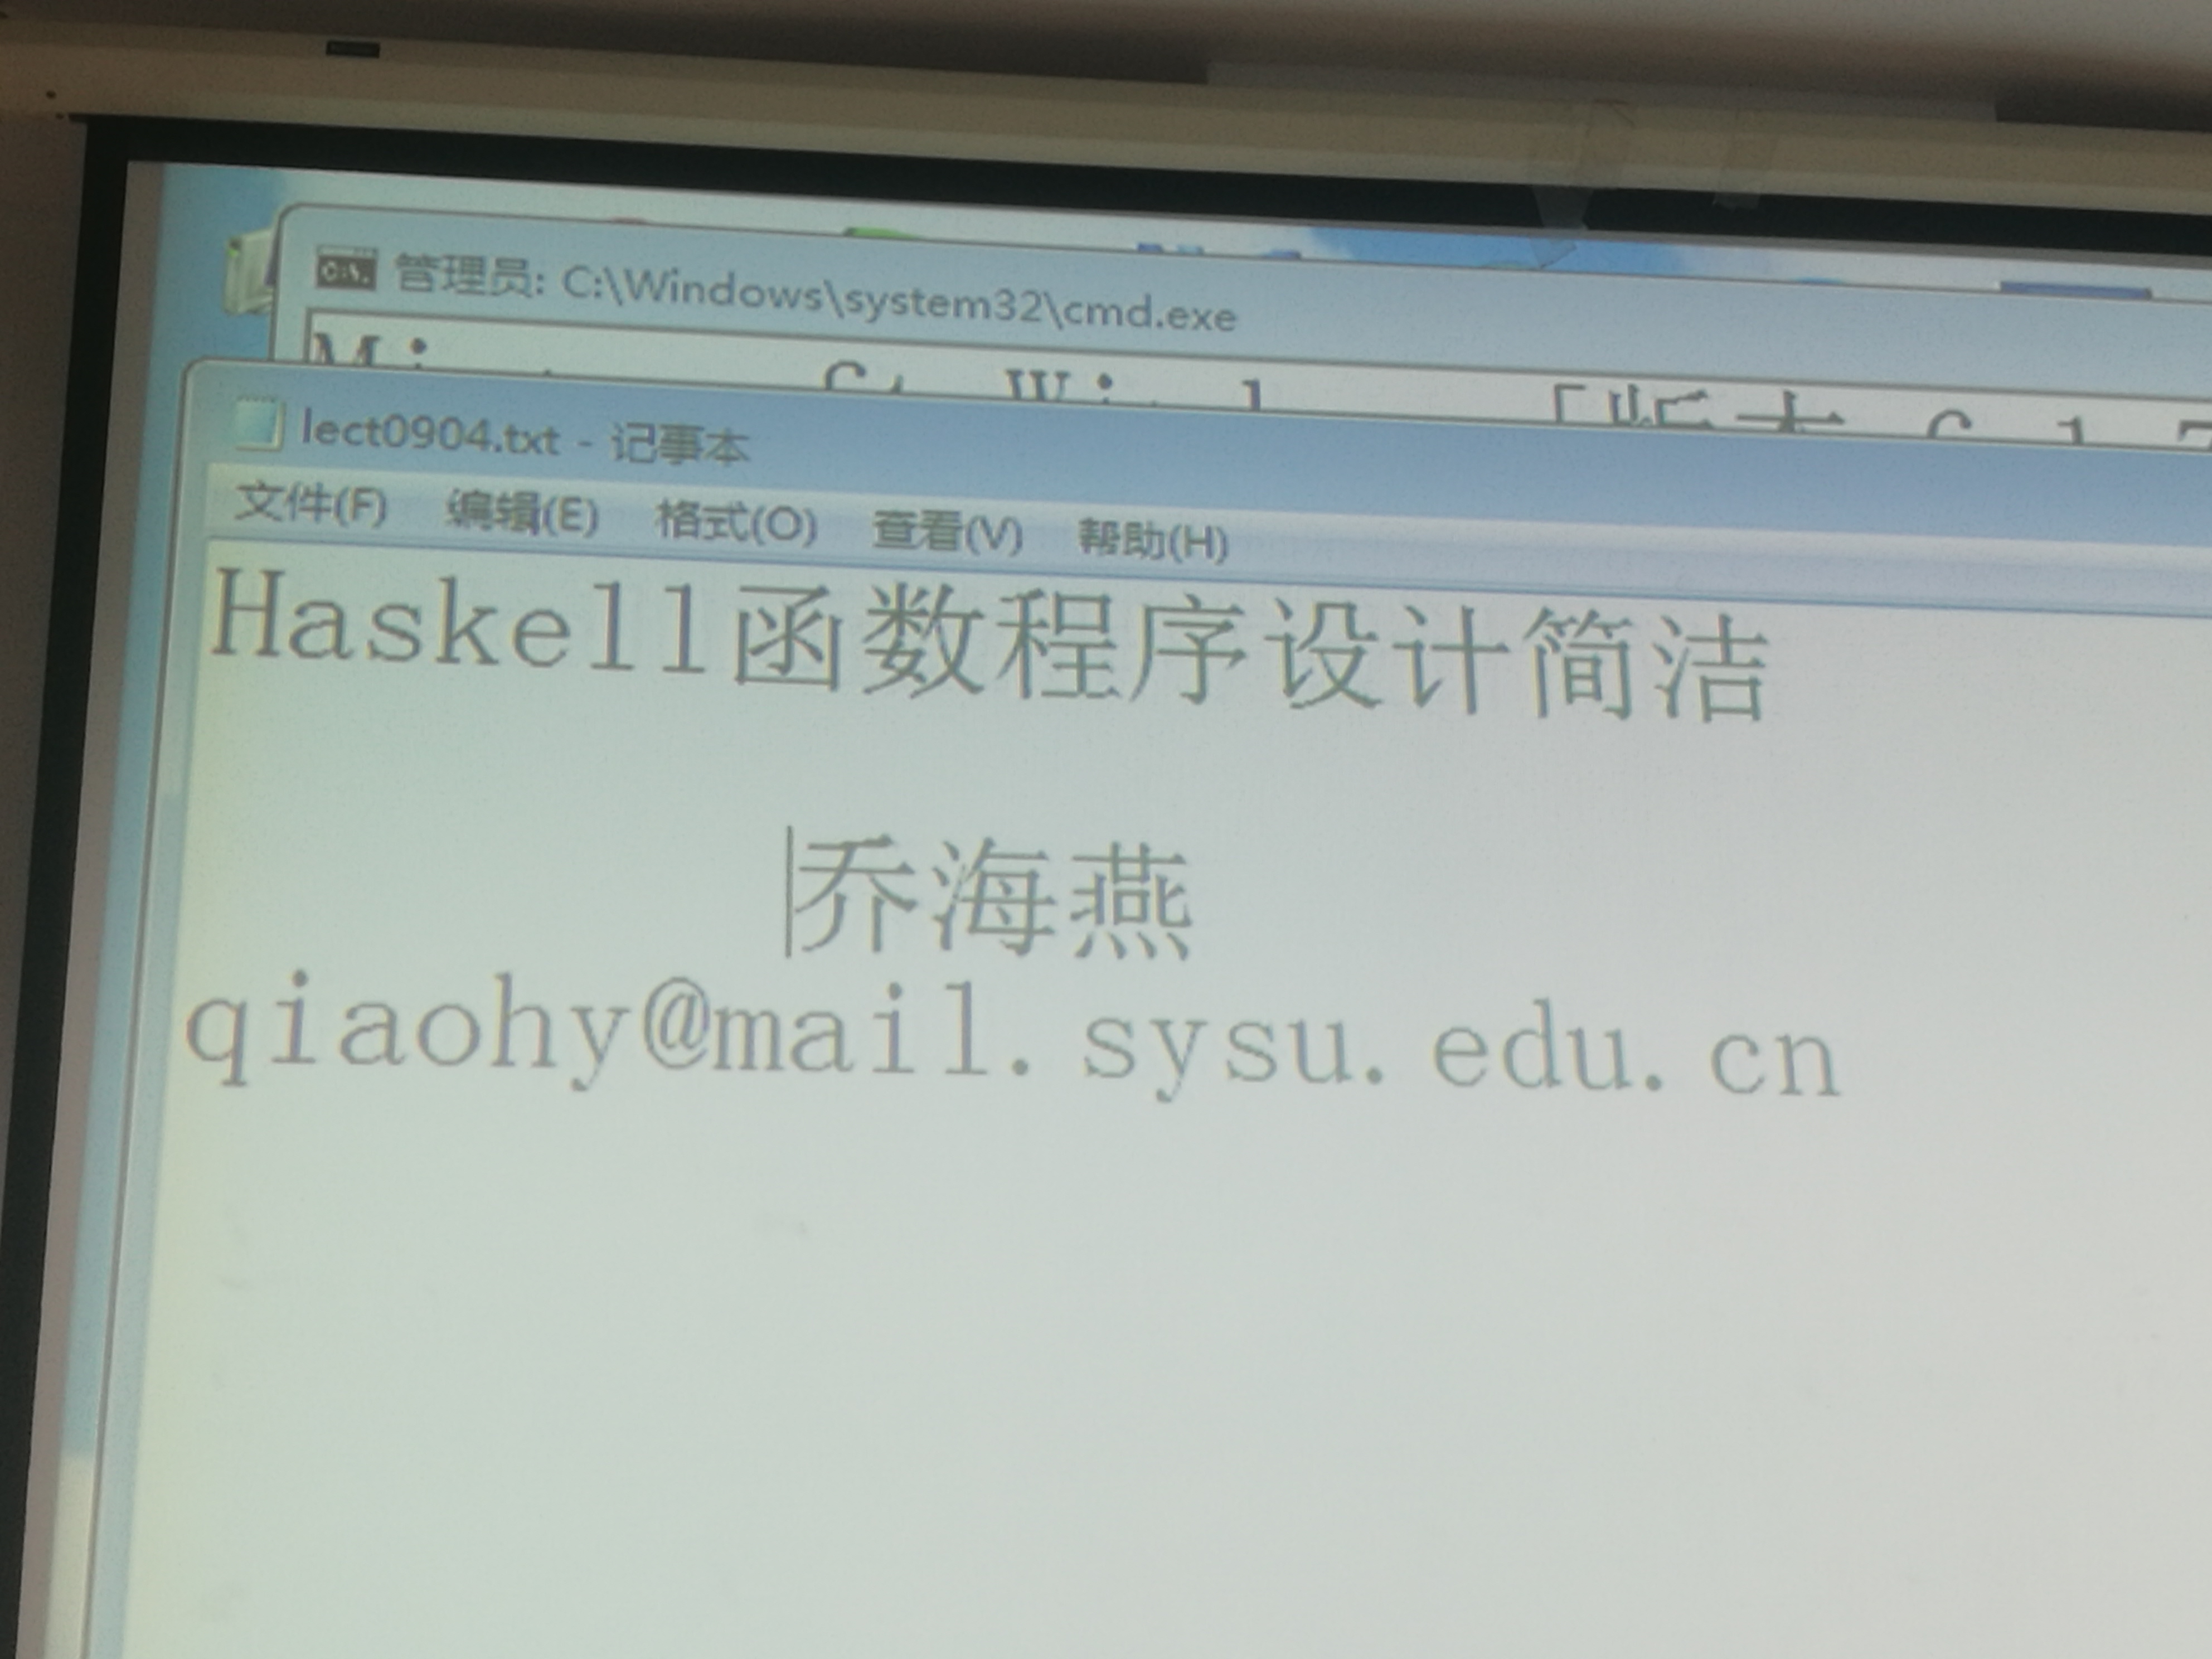 管理员: C:\Windows\system32\cmd.exe
lect0904.txt - 记事本
文件(F) 编辑(E) 格式(O) 查看(V) 帮助(H)
Haskell函数程序设计简洁
乔海燕
qiaohy@mail.sysu.edu.cn